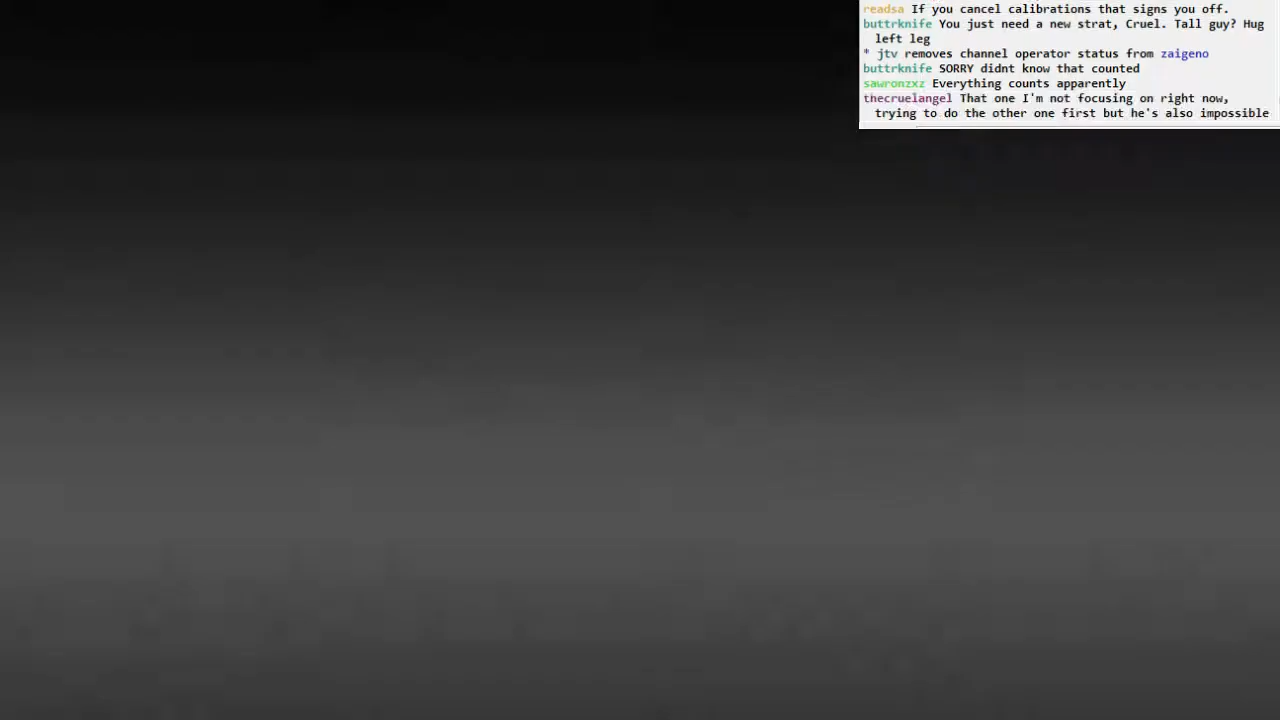 readsa If you cancel calibrations that signs you off.
buttrknife You just need a new strat, Cruel. Tall guy? Hug
left leg
* jtv removes channel operator status from zaigeno
buttrknife SORRY didnt know that counted
sawronzxz Everything counts apparently
thecruelangel That one I'm not focusing on right now,
trying to do the other one first but he's also impossible